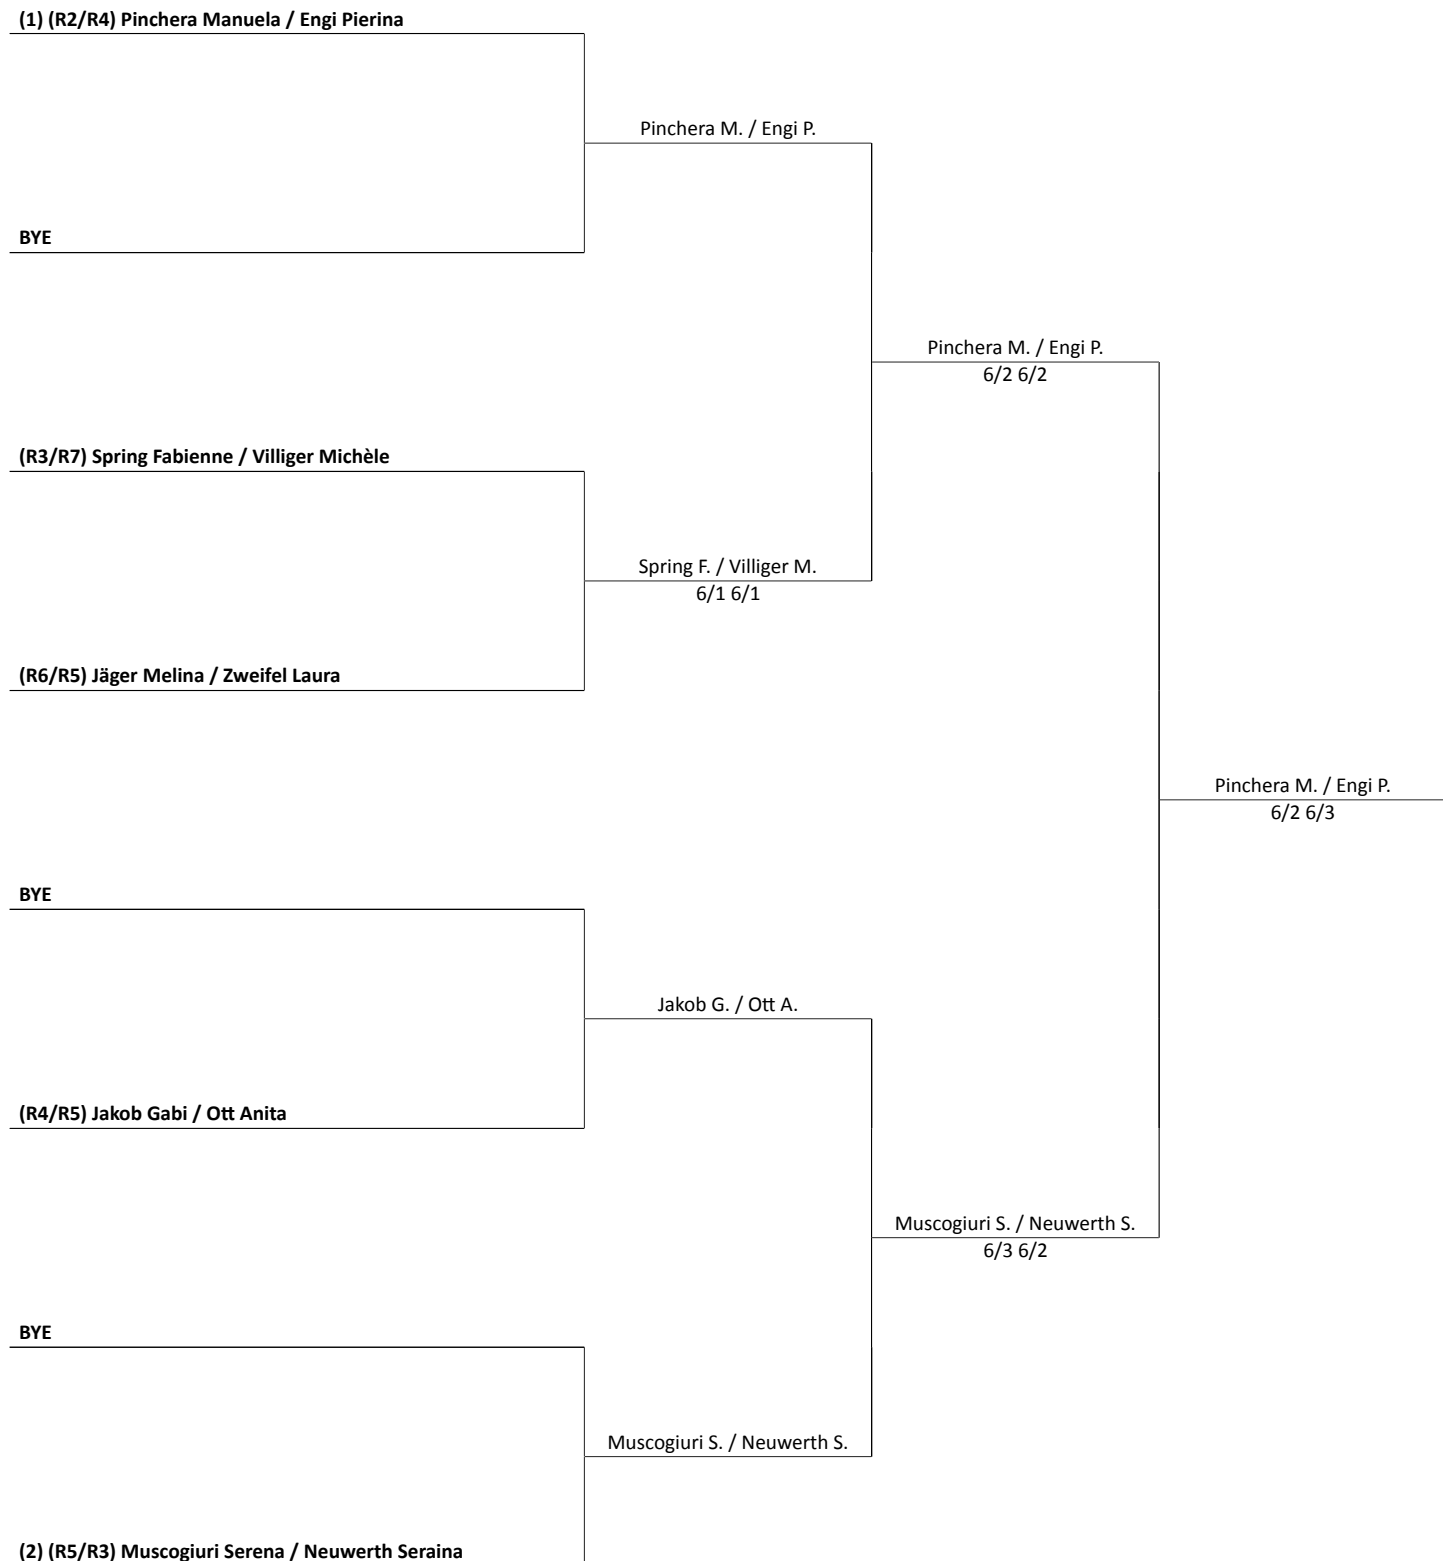 (1) (R2/R4) Pinchera Manuela / Engi Pierina
Pinchera M. / Engi P.
BYE
Pinchera M. / Engi P.
6/2 6/2
(R3/R7) Spring Fabienne / Villiger Michèle
Spring F. / Villiger M.
6/1 6/1
(R6/R5) Jäger Melina / Zweifel Laura
Pinchera M. / Engi P.
6/2 6/3
BYE
Jakob G. / Ott A.
(R4/R5) Jakob Gabi / Ott Anita
Muscogiuri S. / Neuwerth S.
6/3 6/2
BYE
Muscogiuri S. / Neuwerth S.
(2) (R5/R3) Muscogiuri Serena / Neuwerth Seraina